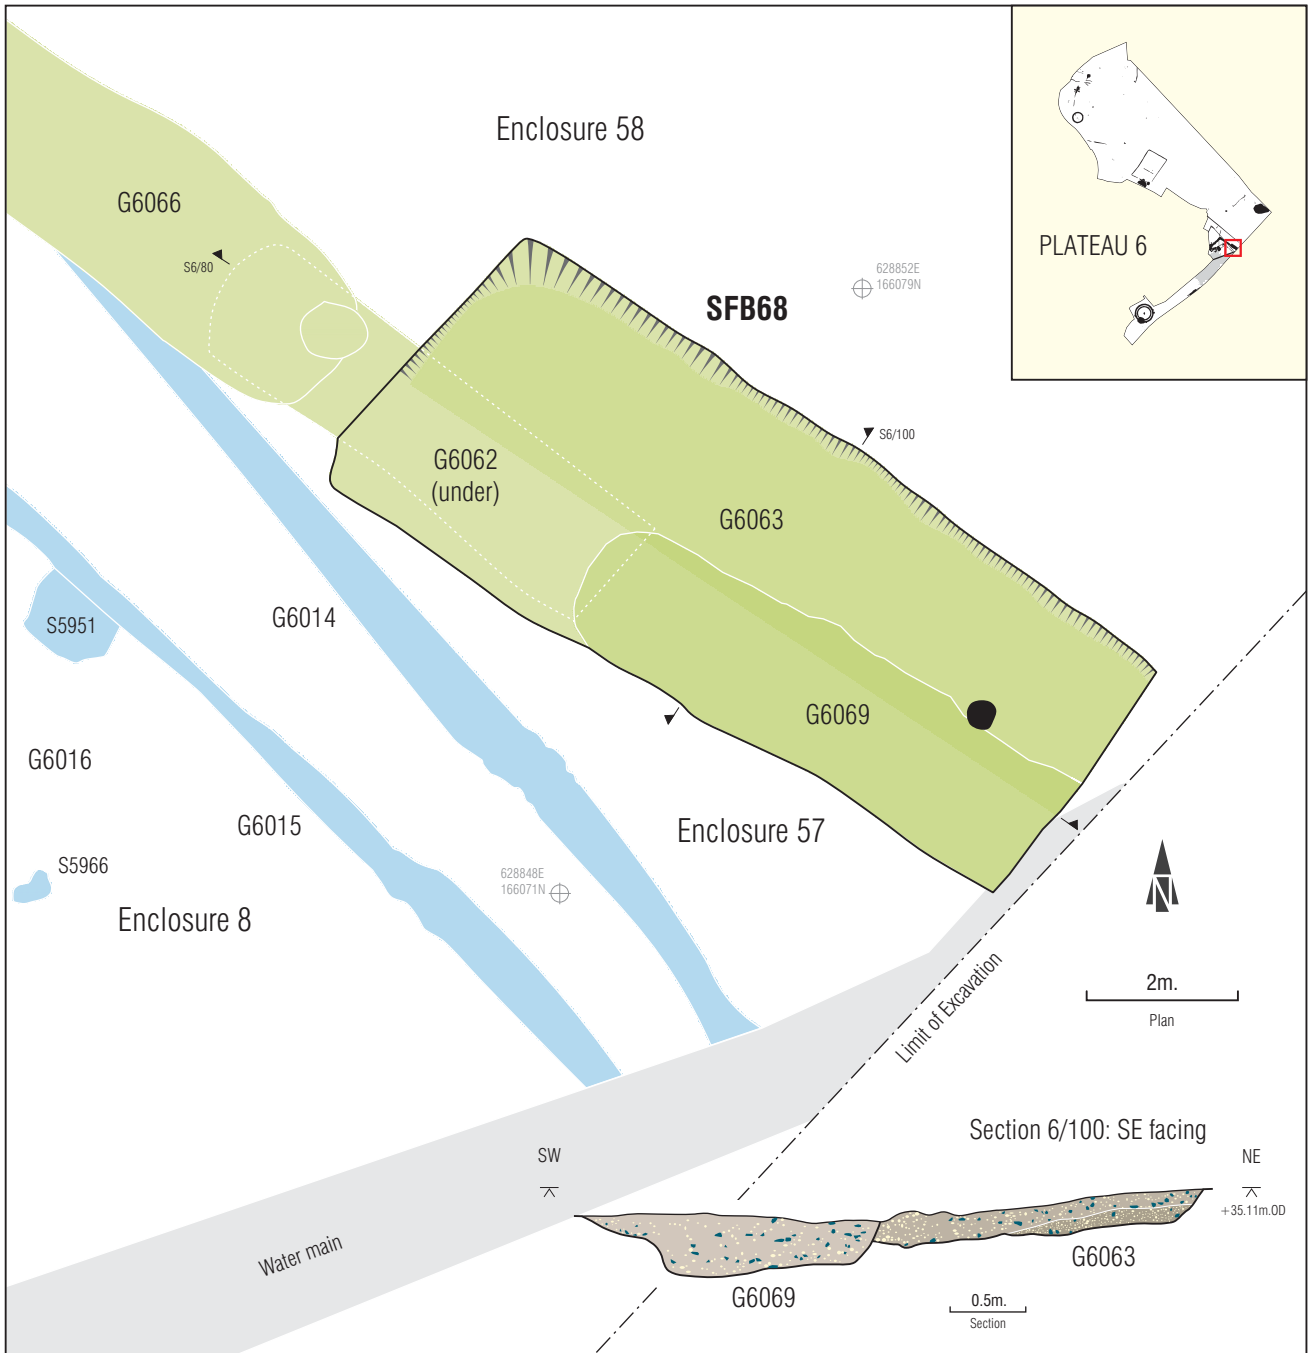 Enclosure 58
G6066
S6/80
PLATEAU 6
628852E
166079N
SFB68
S6/100
G6062
(under)
G6063
G6014
S5951
G6069
G6016
G6015
Enclosure 57
S5966
628848E
166071N
Enclosure 8
N
Limit of Excavation
2m.
Plan
Section 6/100: SE facing
SW
NE
+35.11m.OD
Water main
G6063
G6069
0.5m.
Section